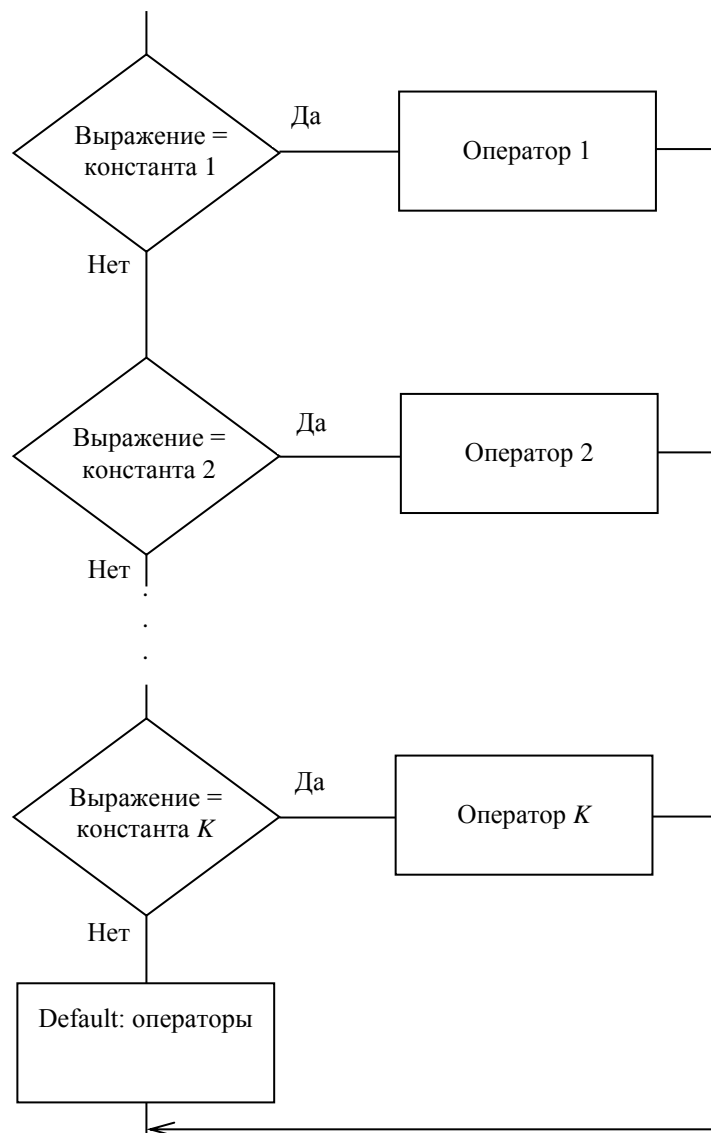 Выражение =
константа 1
Да
Оператор 1
Нет
Выражение =
константа 2
Да
Оператор 2
Нет
.
.
.
Выражение =
константа K
Да
Оператор K
Нет
Default: операторы